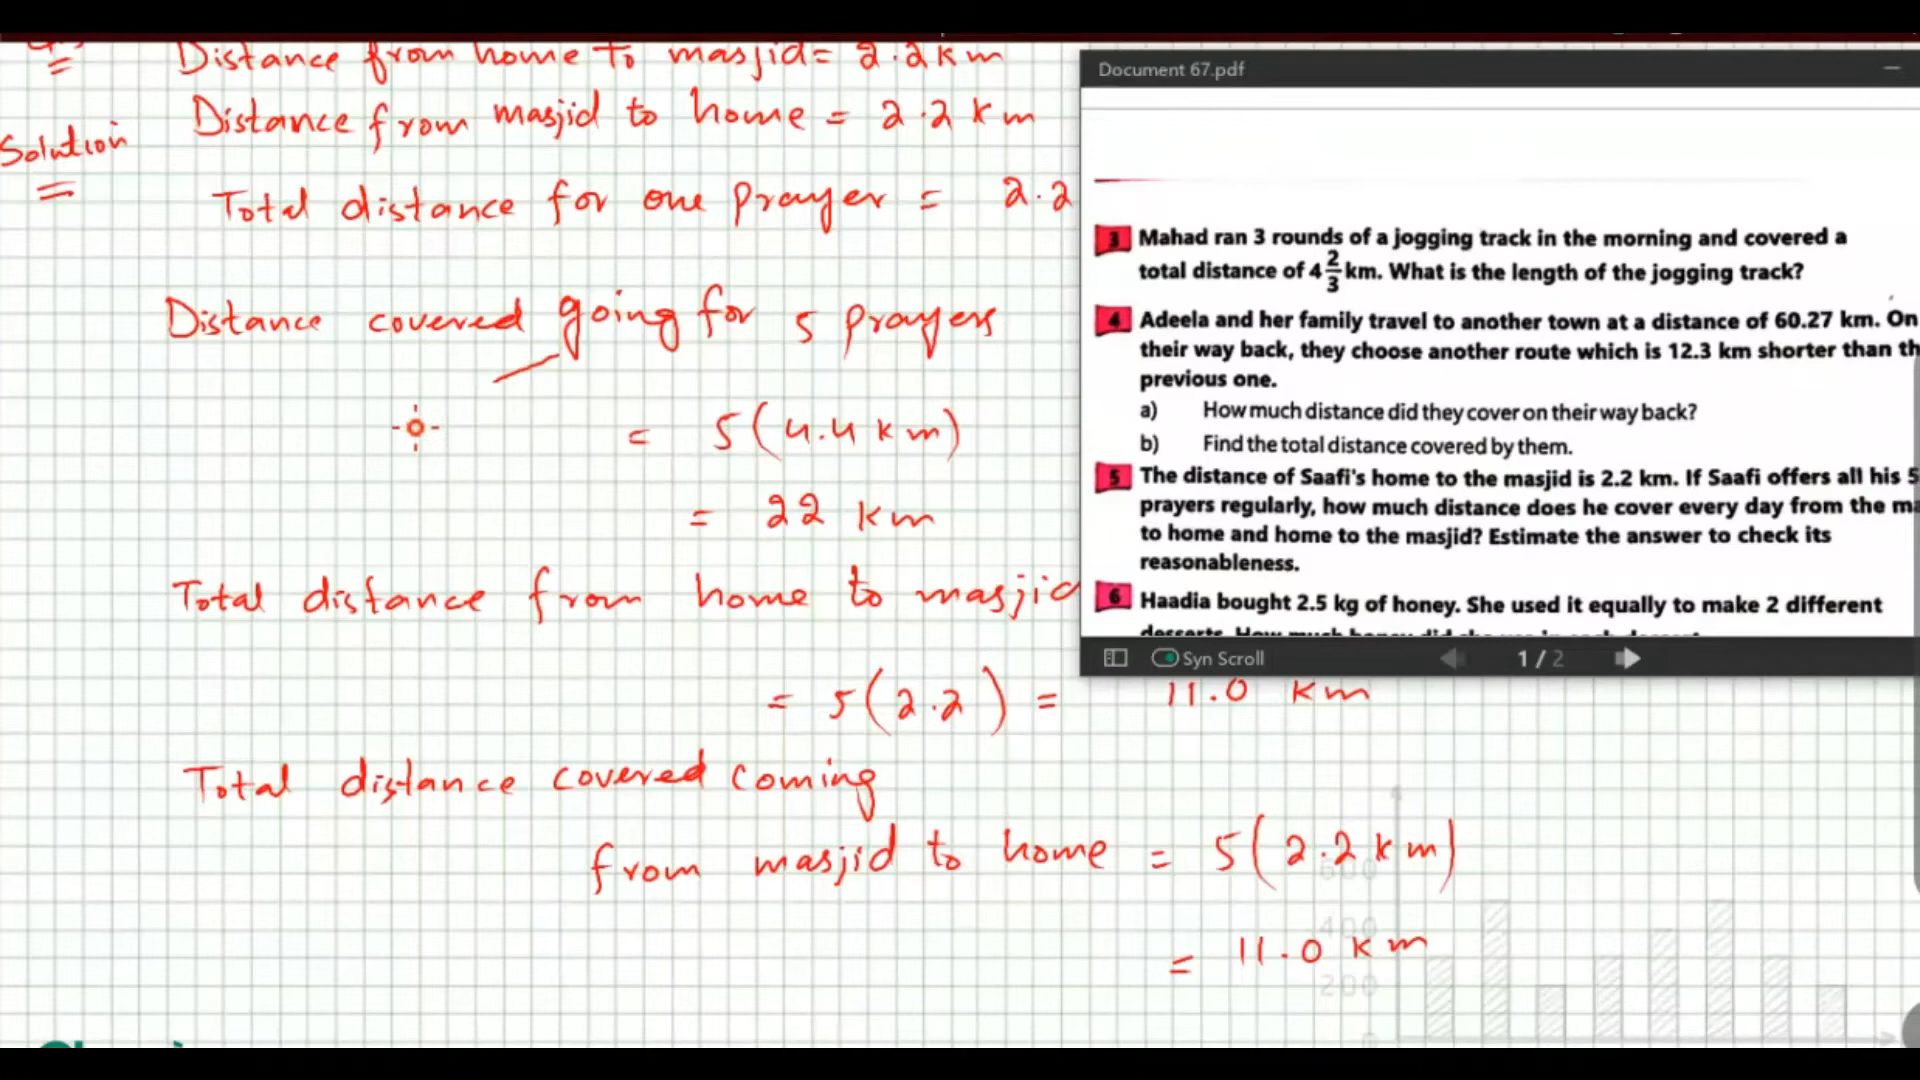 Distance from home to masjid = 2.2 km
Distance from masjid to home = 2.2 km
Solution
Total distance for one prayer = 2.2
Distance covered going for 5 prayers
= 5(4.4 km)
= 22 km
Total distance from home to masjid
= 5(2.2) = 11.0 km
Total distance covered coming
from masjid to home = 5(2.2 km)
= 11.0 km
Document 67.pdf
3 Mahad ran 3 rounds of a jogging track in the morning and covered a
total distance of 4 2/3 km. What is the length of the jogging track?
4 Adeela and her family travel to another town at a distance of 60.27 km. On
their way back, they choose another route which is 12.3 km shorter than th
previous one.
a) How much distance did they cover on their way back?
b) Find the total distance covered by them.
5 The distance of Saafi's home to the masjid is 2.2 km. If Saafi offers all his 5
prayers regularly, how much distance does he cover every day from the ma
to home and home to the masjid? Estimate the answer to check its
reasonableness.
6 Haadia bought 2.5 kg of honey. She used it equally to make 2 different
Syn Scroll
1 / 2
600
400
200
0